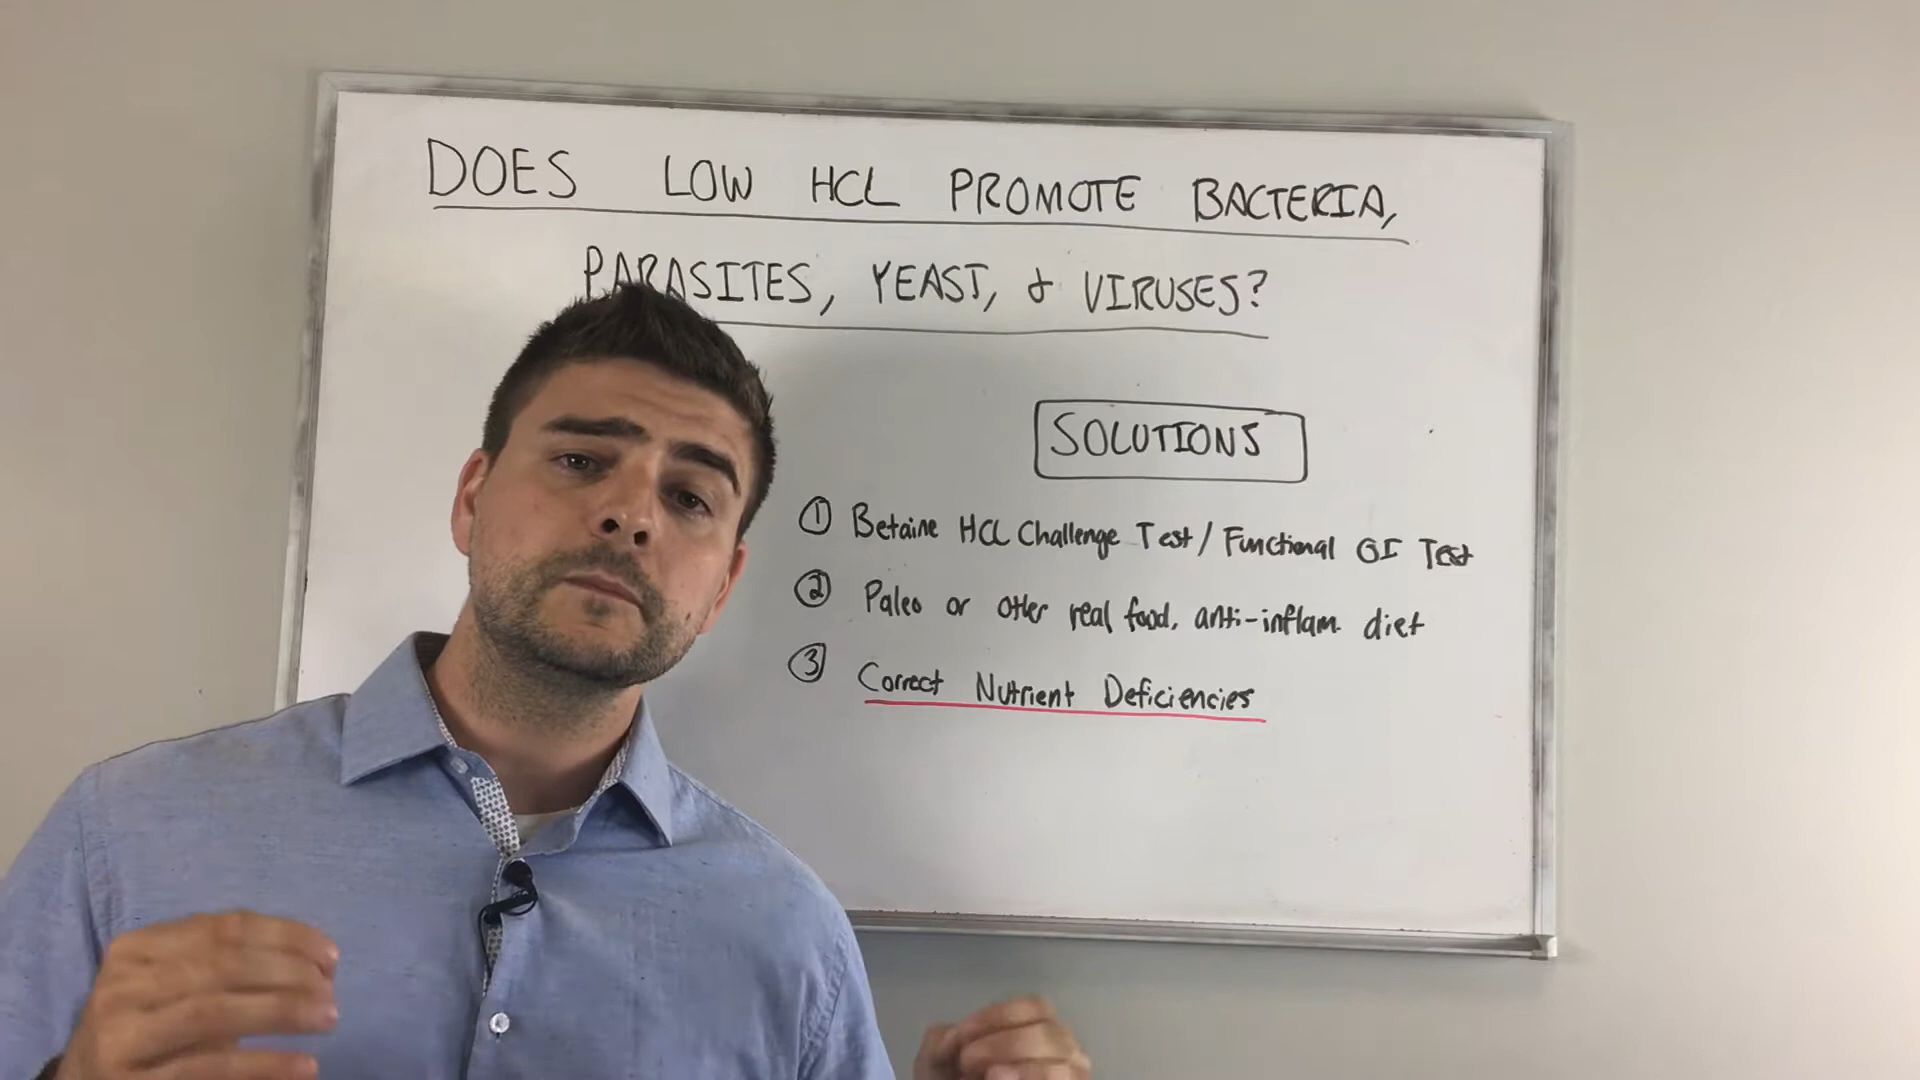 DOES LOW HCL PROMOTE BACTERIA,
PARASITES, YEAST, & VIRUSES?
SOLUTIONS
① Betaine HCL Challenge Test / Functional GI Test
② Paleo or other real food, anti-inflam. diet
③ Correct Nutrient Deficiencies